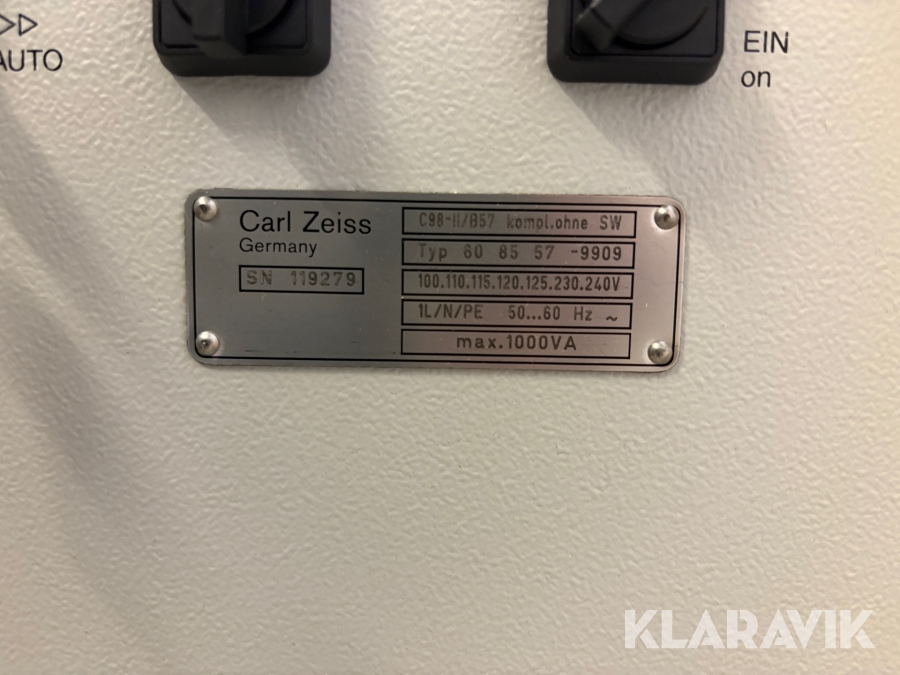 AUTO
EIN
on
Carl Zeiss
Germany
SN 119279
C98-II/B57 kompl.ohne SW
Typ 60 85 57 -9909
100.110.115.120.125.230.240V
1L/N/PE 50...60 Hz ~
max.1000VA
KLARAVIK